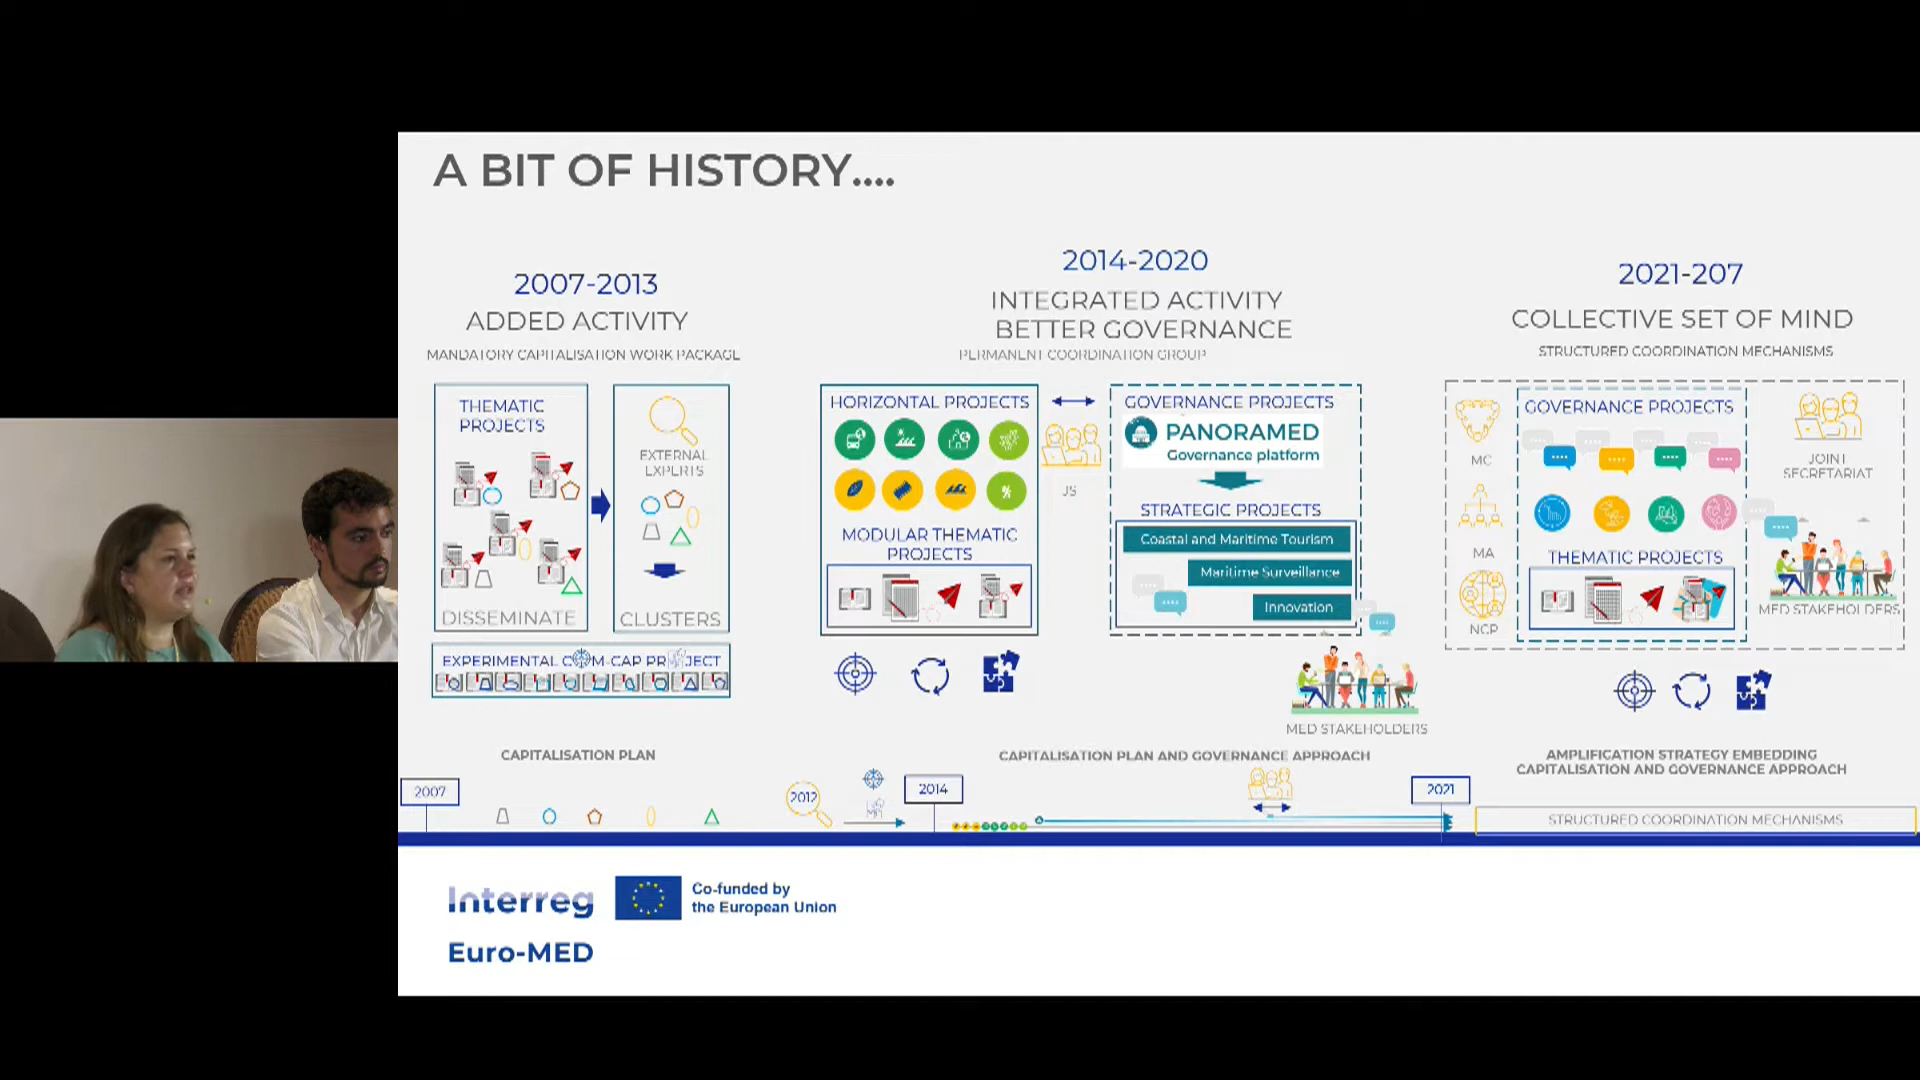 A BIT OF HISTORY....
2007-2013
ADDED ACTIVITY
MANDATORY CAPITALISATION WORK PACKAGE
THEMATIC
PROJECTS
DISSEMINATE
EXTERNAL
EXPERTS
CLUSTERS
EXPERIMENTAL C M-CAP PR JECT
CAPITALISATION PLAN
2014-2020
INTEGRATED ACTIVITY
BETTER GOVERNANCE
PERMANENT COORDINATION GROUP
HORIZONTAL PROJECTS
MODULAR THEMATIC
PROJECTS
JS
GOVERNANCE PROJECTS
PANORAMED
Governance platform
STRATEGIC PROJECTS
Coastal and Maritime Tourism
Maritime Surveillance
Innovation
MED STAKEHOLDERS
CAPITALISATION PLAN AND GOVERNANCE APPROACH
2021-207
COLLECTIVE SET OF MIND
STRUCTURED COORDINATION MECHANISMS
MC
MA
NCP
GOVERNANCE PROJECTS
THEMATIC PROJECTS
JOINT
SECRETARIAT
MED STAKEHOLDERS
AMPLIFICATION STRATEGY EMBEDDING
CAPITALISATION AND GOVERNANCE APPROACH
2007
2012
2014
2021
STRUCTURED COORDINATION MECHANISMS
Interreg
Co-funded by
the European Union
Euro-MED